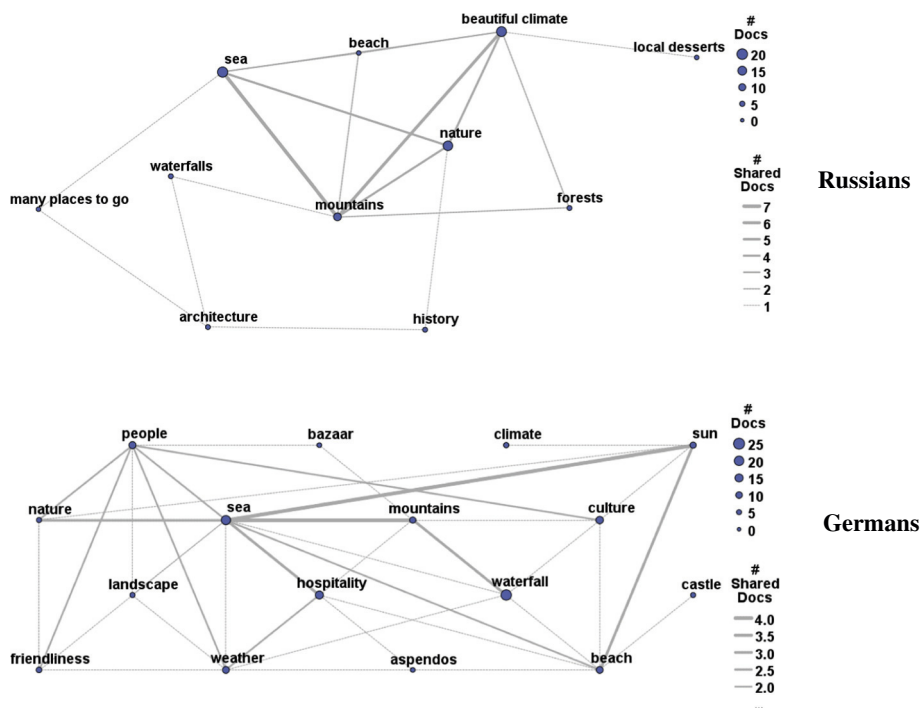 beautiful climate
beach
sea
local desserts
nature
waterfalls
many places to go
mountains
forests
architecture
history
#
Docs
20
15
10
5
0
#
Shared
Docs
7
6
5
4
3
2
1
Russians
people
bazaar
climate
sun
nature
sea
mountains
culture
landscape
hospitality
waterfall
castle
friendliness
weather
aspendos
beach
#
Docs
25
20
15
10
5
0
#
Shared
Docs
4.0
3.5
3.0
2.5
2.0
Germans